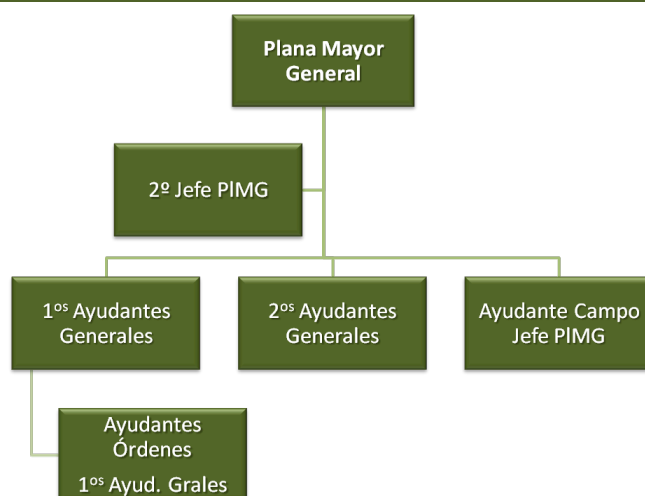 Plana Mayor
General
2º Jefe PlMG
1os Ayudantes
Generales
2os Ayudantes
Generales
Ayudante Campo
Jefe PlMG
Ayudantes
Órdenes
1os Ayud. Grales